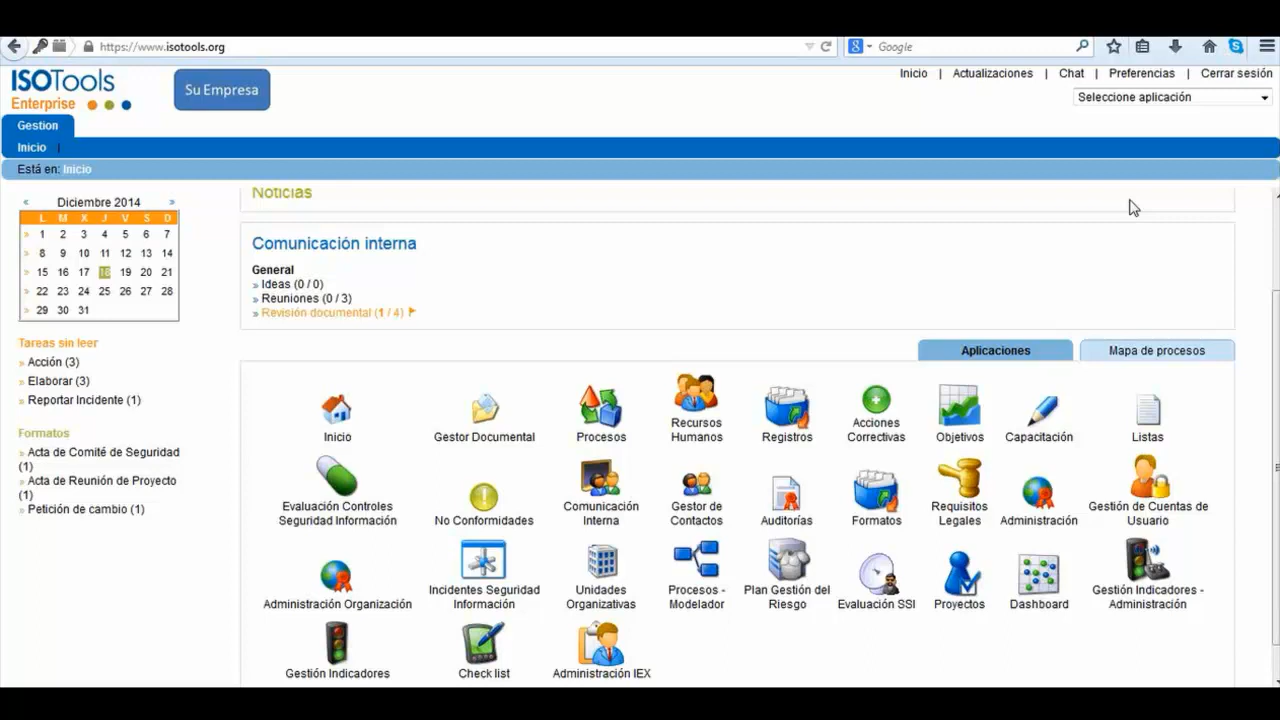 https://www.isotools.org
Google
ISOTools
Enterprise
Su Empresa
Inicio | Actualizaciones | Chat | Preferencias | Cerrar sesión
Seleccione aplicación
Gestion
Inicio |
Está en: Inicio
« Diciembre 2014 »
L M X J V S D
» 1 2 3 4 5 6 7
» 8 9 10 11 12 13 14
» 15 16 17 18 19 20 21
» 22 23 24 25 26 27 28
» 29 30 31
Tareas sin leer
» Acción (3)
» Elaborar (3)
» Reportar Incidente (1)
Formatos
» Acta de Comité de Seguridad
(1)
» Acta de Reunión de Proyecto
(1)
» Petición de cambio (1)
Noticias
Comunicación interna
General
» Ideas (0 / 0)
» Reuniones (0 / 3)
» Revisión documental (1 / 4)
Aplicaciones
Mapa de procesos
Inicio
Gestor Documental
Procesos
Recursos
Humanos
Registros
Acciones
Correctivas
Objetivos
Capacitación
Listas
Evaluación Controles
Seguridad Información
No Conformidades
Comunicación
Interna
Gestor de
Contactos
Auditorías
Formatos
Requisitos
Legales
Administración
Gestión de Cuentas de
Usuario
Administración Organización
Incidentes Seguridad
Información
Unidades
Organizativas
Procesos -
Modelador
Plan Gestión del
Riesgo
Evaluación SSI
Proyectos
Dashboard
Gestión Indicadores -
Administración
Gestión Indicadores
Check list
Administración IEX